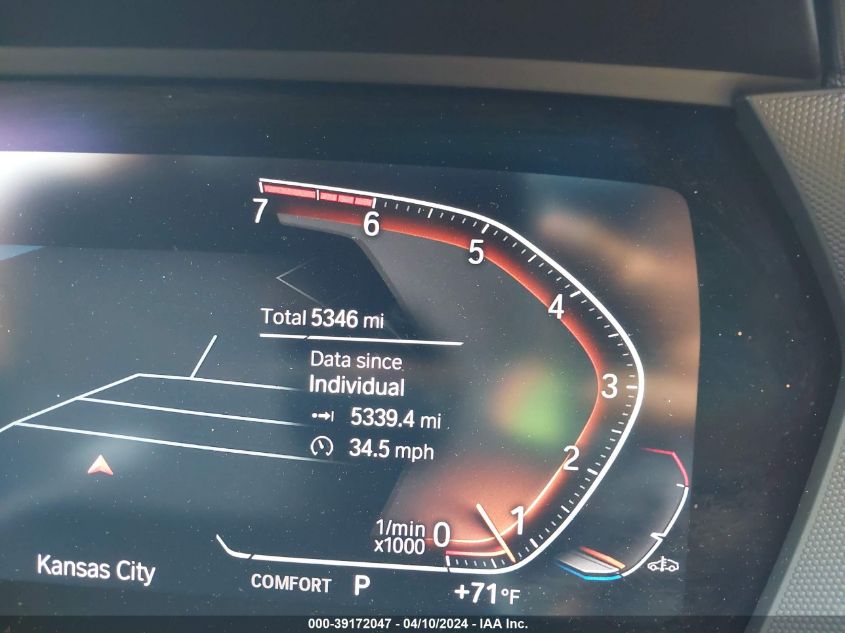 7
6
5
4
Total 5346 mi
Data since
Individual
3
5339.4 mi
34.5 mph
2
1
1/min 0
x1000
Kansas City
COMFORT P
+71°F
000-39172047 - 04/10/2024 - IAA Inc.